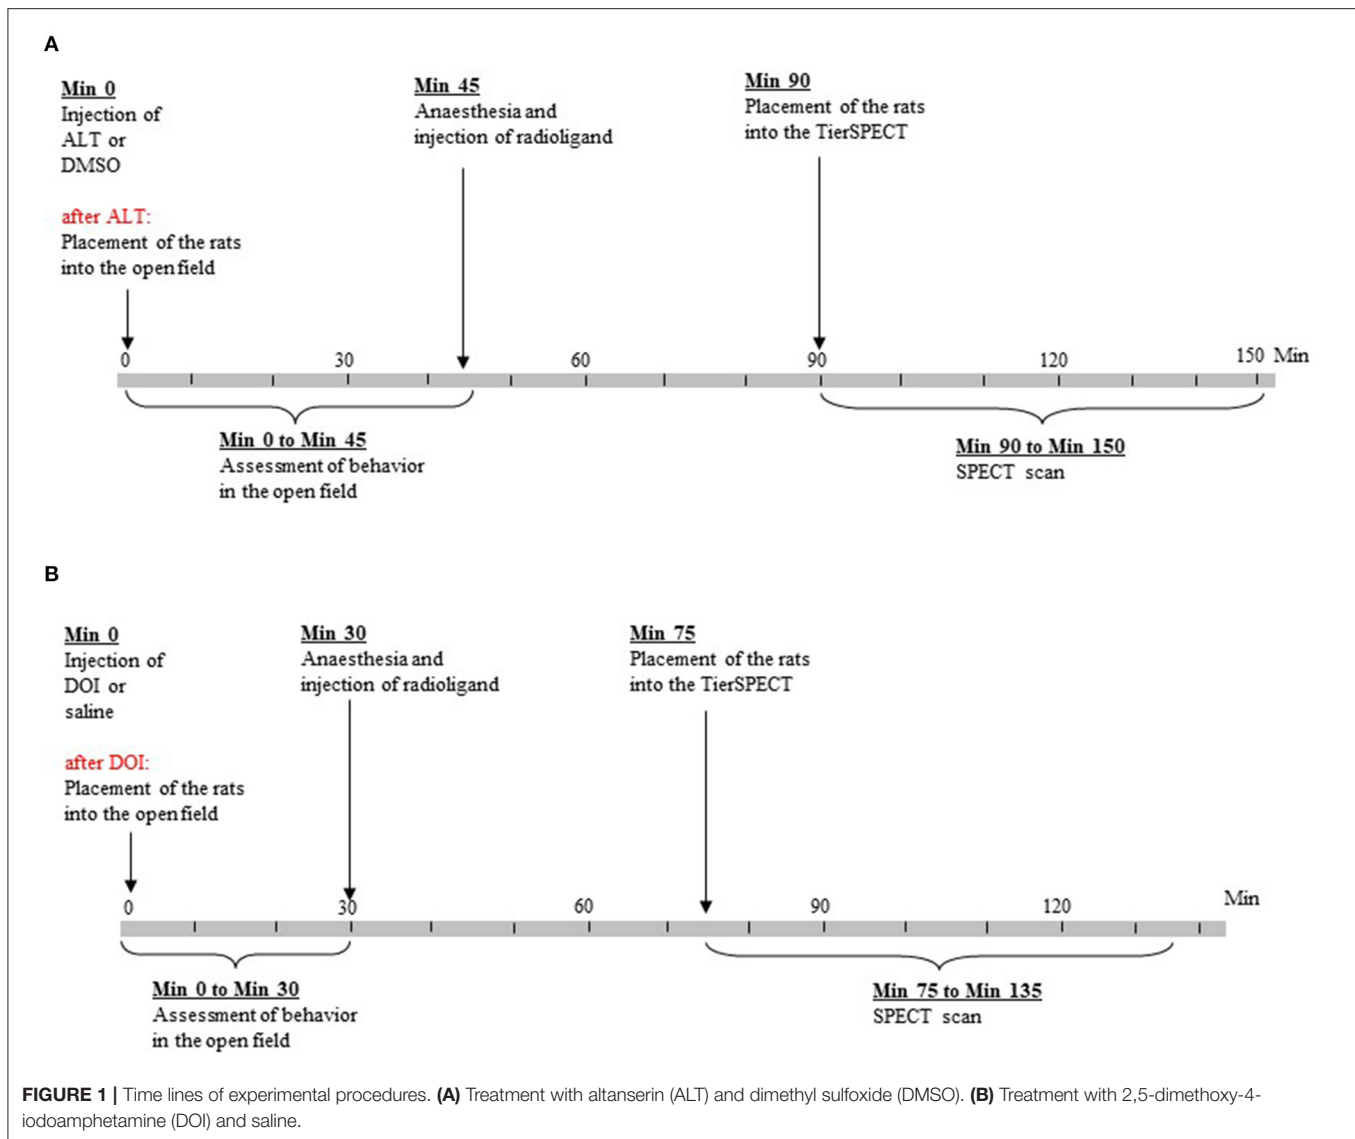 A
Min 0
Injection of
ALT or
DMSO
after ALT:
Placement of the rats
into the open field
Min 45
Anaesthesia and
injection of radioligand
Min 90
Placement of the rats
into the TierSPECT
0 30 60 90 120 150 Min
Min 0 to Min 45
Assessment of behavior
in the open field
Min 90 to Min 150
SPECT scan
B
Min 0
Injection of
DOI or
saline
after DOI:
Placement of the rats
into the open field
Min 30
Anaesthesia and
injection of radioligand
Min 75
Placement of the rats
into the TierSPECT
0 30 60 90 120 Min
Min 0 to Min 30
Assessment of behavior
in the open field
Min 75 to Min 135
SPECT scan
FIGURE 1 | Time lines of experimental procedures. (A) Treatment with altanserin (ALT) and dimethyl sulfoxide (DMSO). (B) Treatment with 2,5-dimethoxy-4-
iodoamphetamine (DOI) and saline.